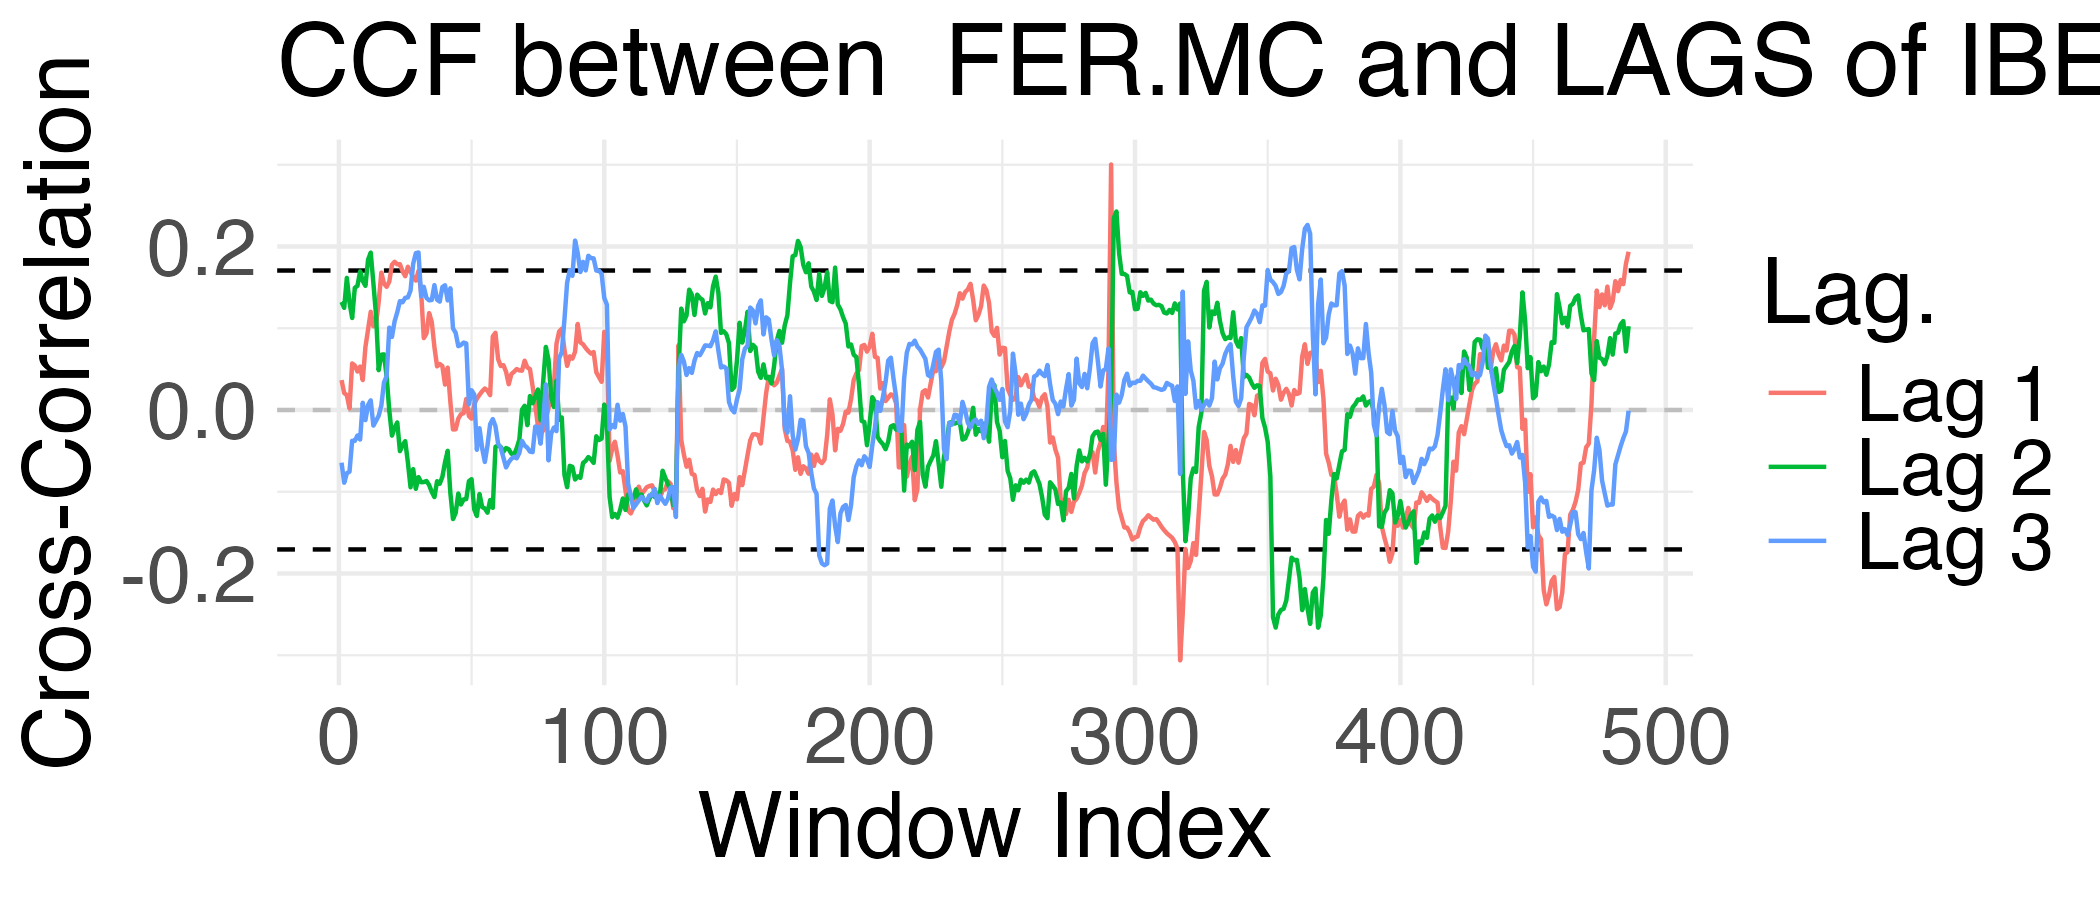 CCF between  FER.MC and LAGS of IBE
Cross-Correlation
0.2
0.0
-0.2
0 100 200 300 400 500
Window Index
Lag.
Lag 1
Lag 2
Lag 3